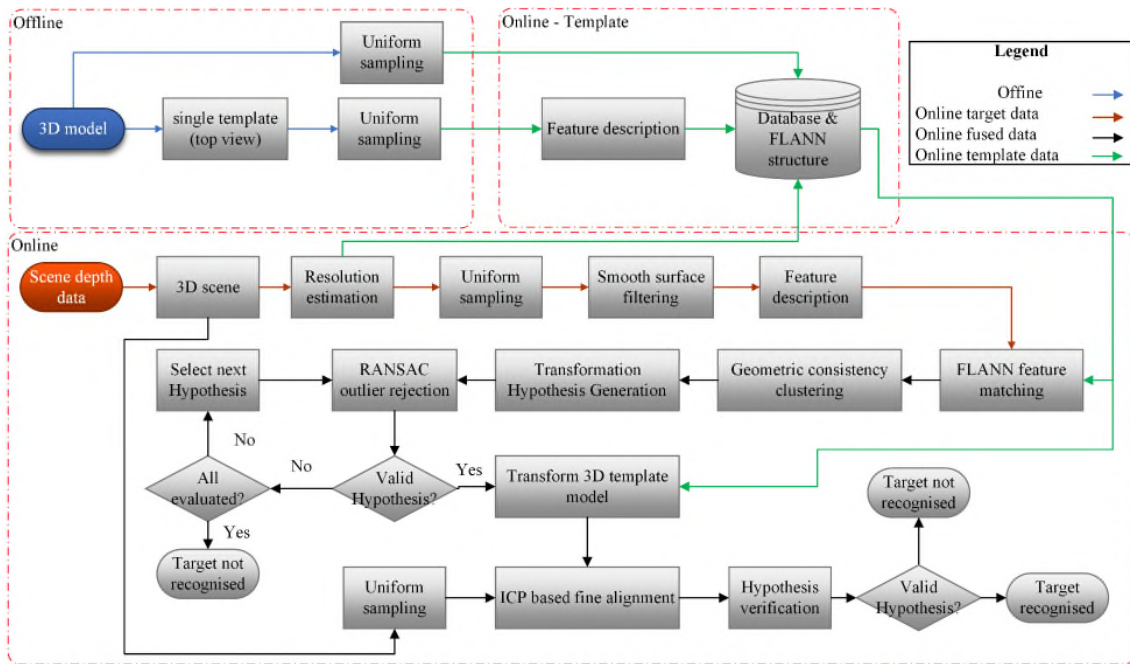 Offline
Online - Template
Uniform
sampling
3D model
single template
(top view)
Uniform
sampling
Feature description
Database &
FLANN
structure
Legend
Offine
Online target data
Online fused data
Online template data
Online
Scene depth
data
3D scene
Resolution
estimation
Uniform
sampling
Smooth surface
filtering
Feature
description
Select next
Hypothesis
RANSAC
outlier rejection
Transformation
Hypothesis Generation
Geometric consistency
clustering
FLANN feature
matching
No
All
evaluated?
No
Valid
Hypothesis?
Yes
Transform 3D template
model
Target not
recognised
Yes
Target not
recognised
Uniform
sampling
ICP based fine alignment
Hypothesis
verification
Valid
Hypothesis?
Target
recognised